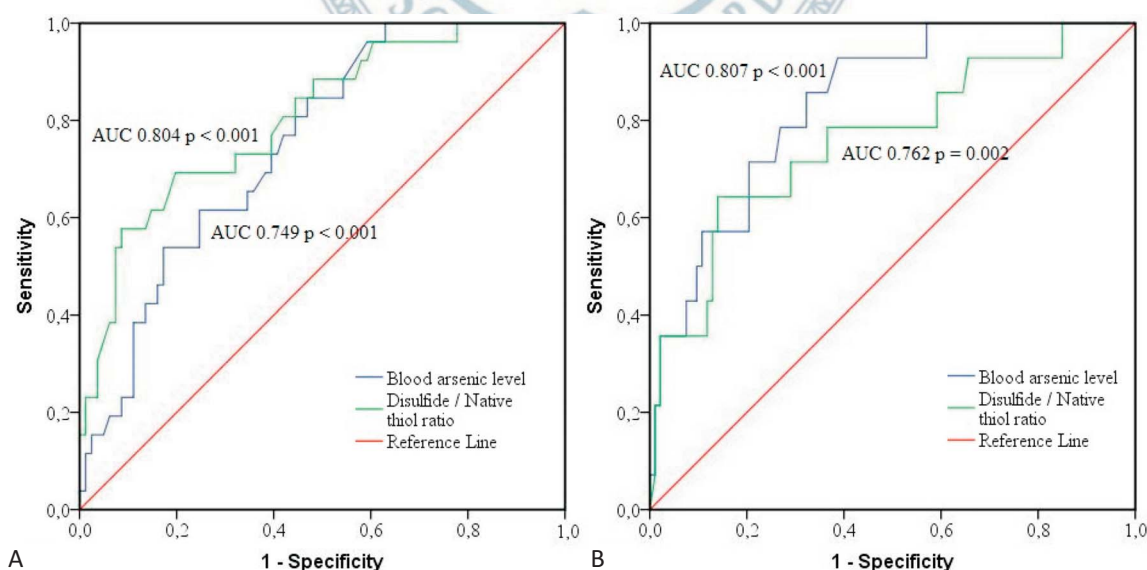 1,0
0,8
0,6
0,4
0,2
0,0
Sensitivity
AUC 0.804 p < 0.001
AUC 0.749 p < 0.001
Blood arsenic level
Disulfide / Native
thiol ratio
Reference Line
0,0 0,2 0,4 0,6 0,8 1,0
1 - Specificity
A
1,0
0,8
0,6
0,4
0,2
0,0
Sensitivity
AUC 0.807 p < 0.001
AUC 0.762 p = 0.002
Blood arsenic level
Disulfide / Native
thiol ratio
Reference Line
0,0 0,2 0,4 0,6 0,8 1,0
1 - Specificity
B